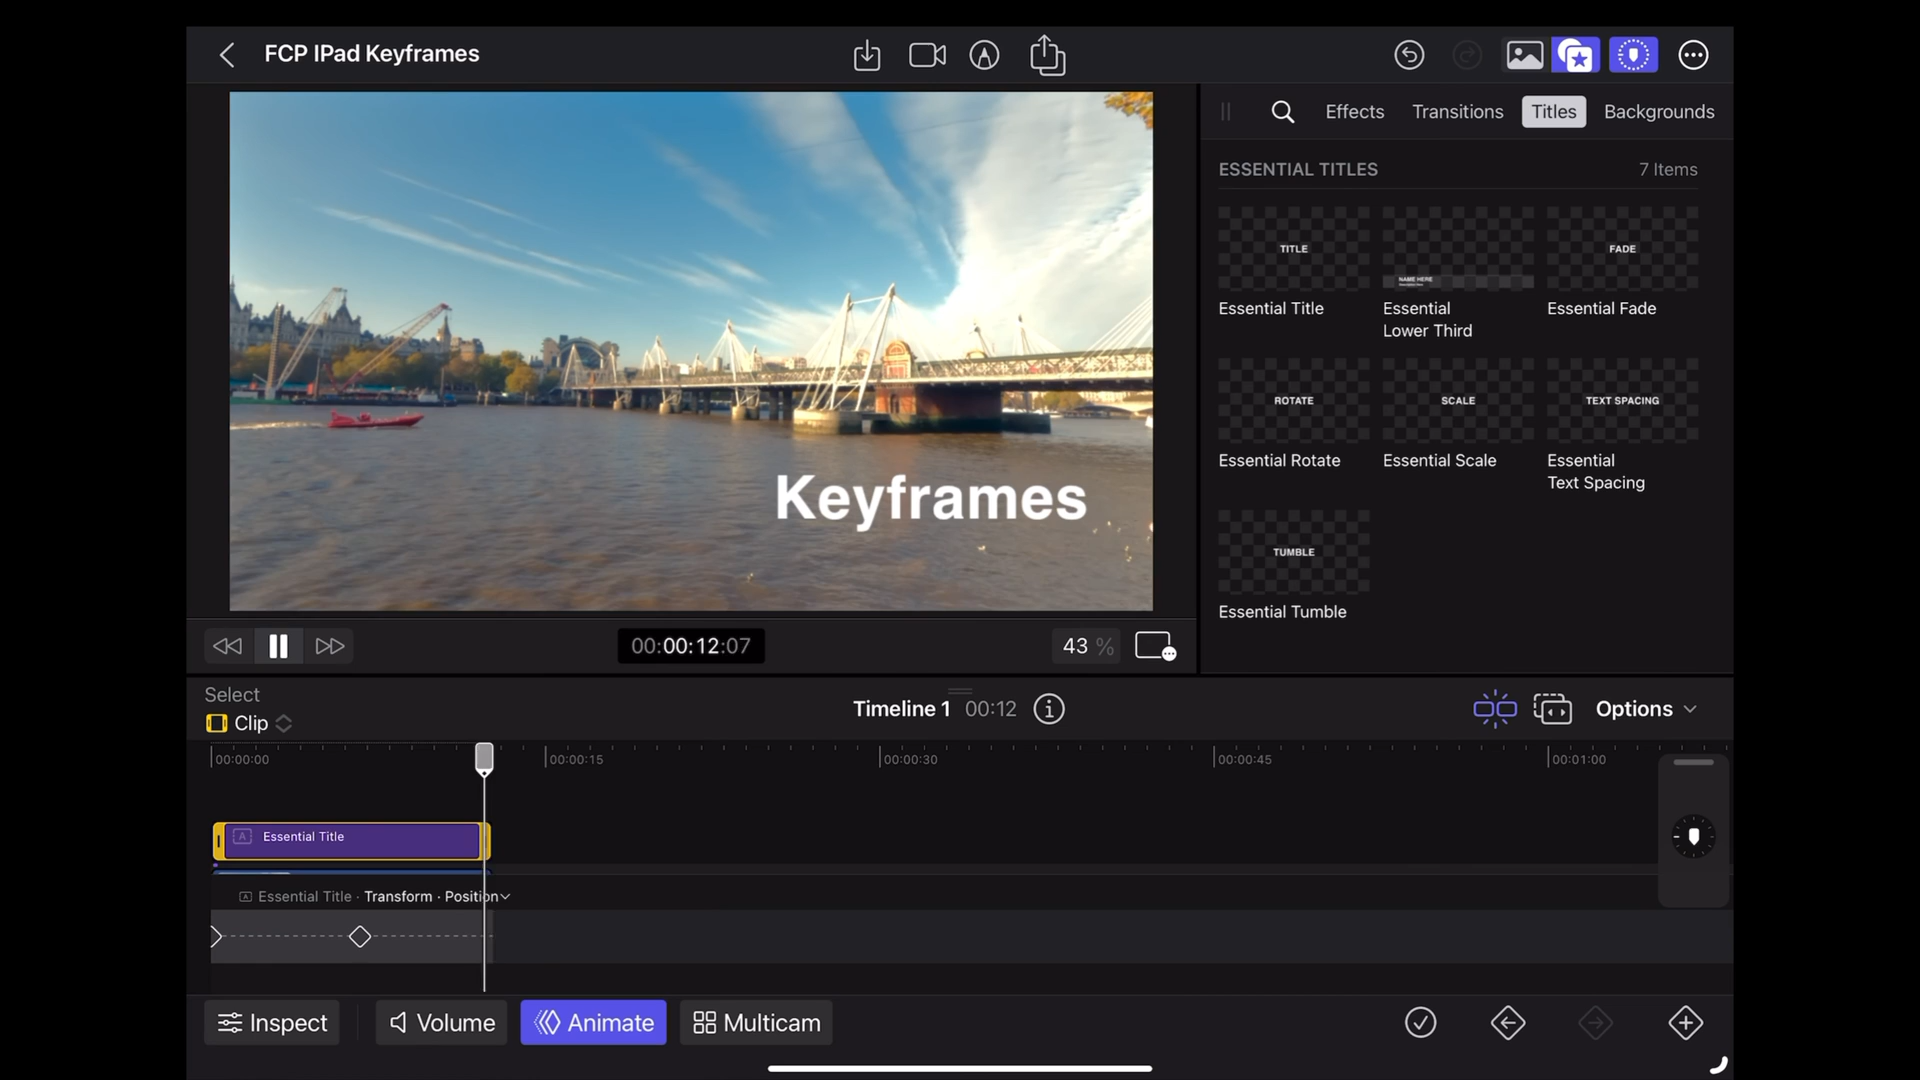 FCP IPad Keyframes
Effects
Transitions
Titles
Backgrounds
ESSENTIAL TITLES
7 Items
TITLE
NAME HERE
FADE
Essential Title
Essential
Lower Third
Essential Fade
ROTATE
SCALE
TEXT SPACING
Essential Rotate
Essential Scale
Essential
Text Spacing
TUMBLE
Essential Tumble
Keyframes
00:00:12:07
43 %
Select
Clip
Timeline 1 00:12
Options
00:00:00
00:00:15
00:00:30
00:00:45
00:01:00
A Essential Title
A Essential Title · Transform · Position
Inspect
Volume
Animate
Multicam